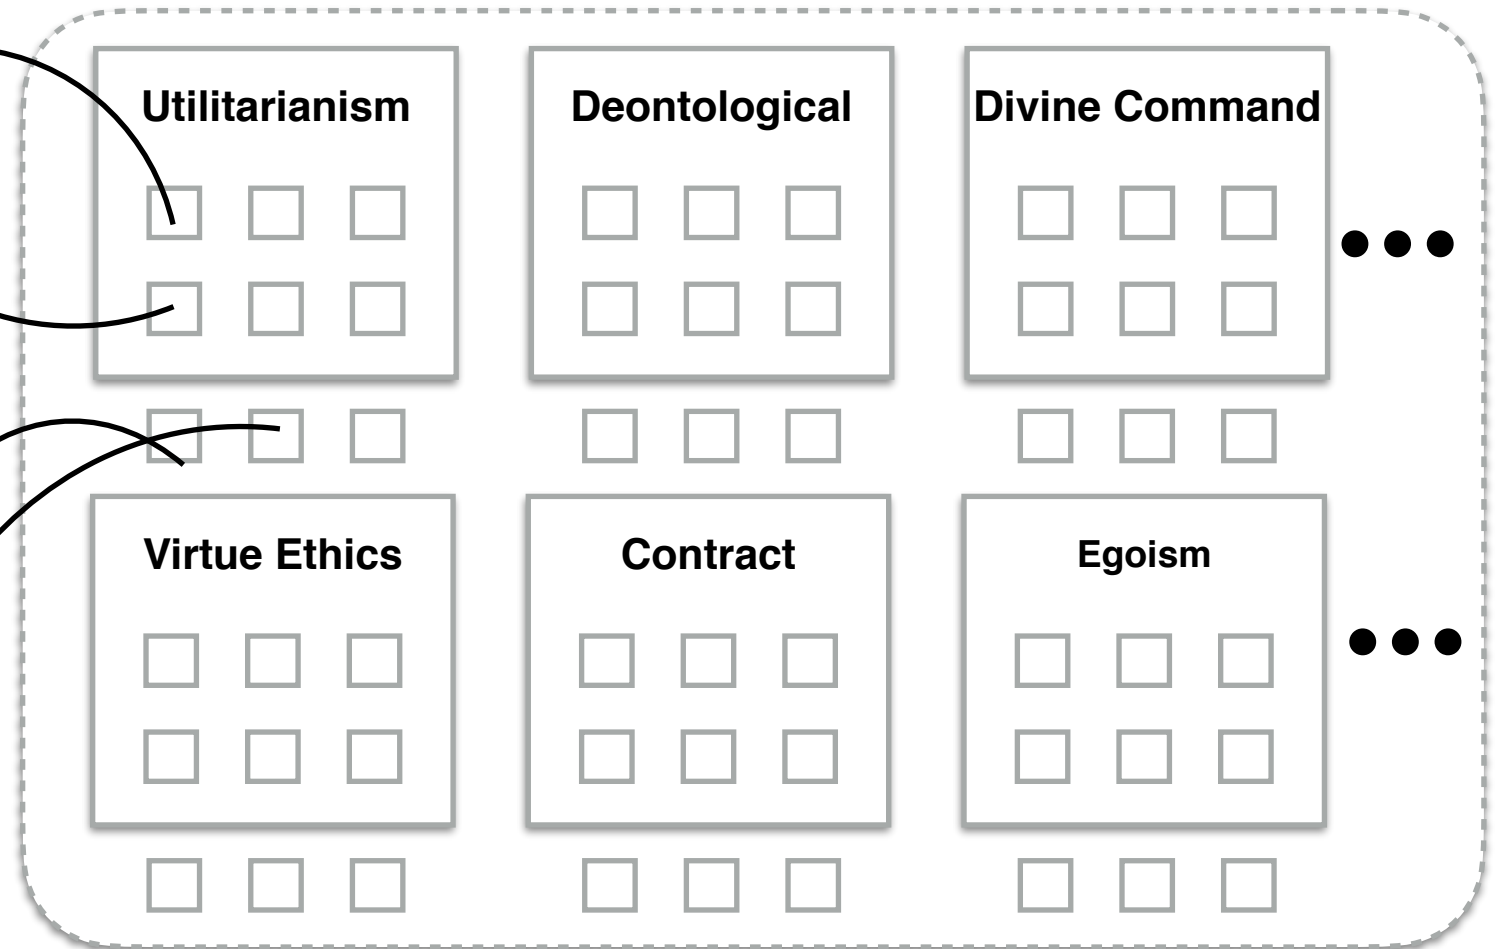 Utilitarianism
Deontological
Divine Command
Virtue Ethics
Contract
Egoism